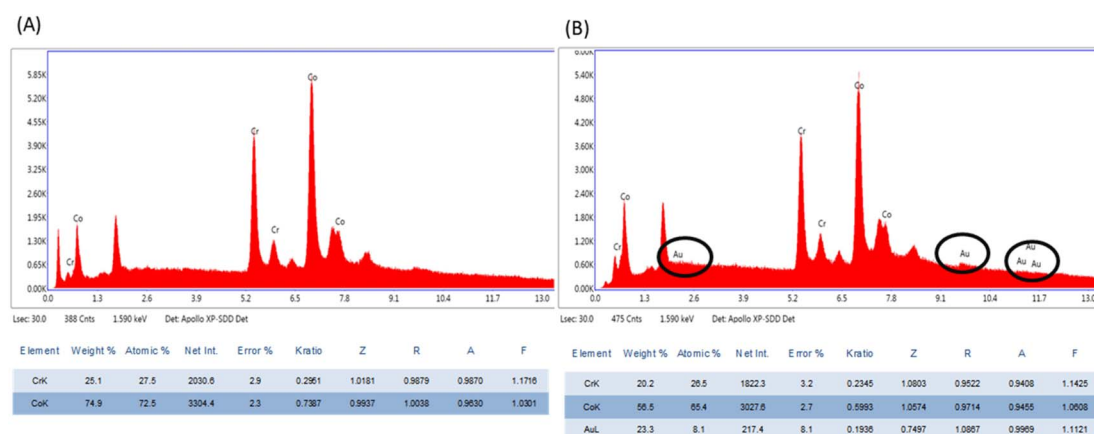 (A)
5.85K
5.20K
4.55K
3.90K
3.25K
2.60K
1.95K
1.30K
0.65K
0.00K
Co
Cr
Cr
Co
Cr
Co
0.0 1.3 2.6 3.9 5.2 6.5 7.8 9.1 10.4 11.7 13.0
Lsec: 30.0 388 Cnts 1.590 keV Det: Apollo XP-SDD Det
Element Weight % Atomic % Net Int. Error % Kratio Z R A F
CrK 25.1 27.5 2030.6 2.9 0.2951 1.0181 0.9879 0.9870 1.1716
CoK 74.9 72.5 3304.4 2.3 0.7387 0.9937 1.0038 0.9630 1.0301
(B)
6.00K
5.40K
4.80K
4.20K
3.60K
3.00K
2.40K
1.80K
1.20K
0.60K
0.00K
Co
Cr
Co
Cr
Co
Cr
Au
Au
Au
Au Au
0.0 1.3 2.6 3.9 5.2 6.5 7.8 9.1 10.4 11.7 13.0
Lsec: 30.0 475 Cnts 1.590 keV Det: Apollo XP-SDD Det
Element Weight % Atomic % Net Int. Error % Kratio Z R A F
CrK 20.2 26.5 1822.3 3.2 0.2345 1.0803 0.9522 0.9408 1.1425
CoK 56.5 65.4 3027.6 2.7 0.5993 1.0574 0.9714 0.9455 1.0608
AuL 23.3 8.1 217.4 8.1 0.1936 0.7497 1.0867 0.9969 1.1121